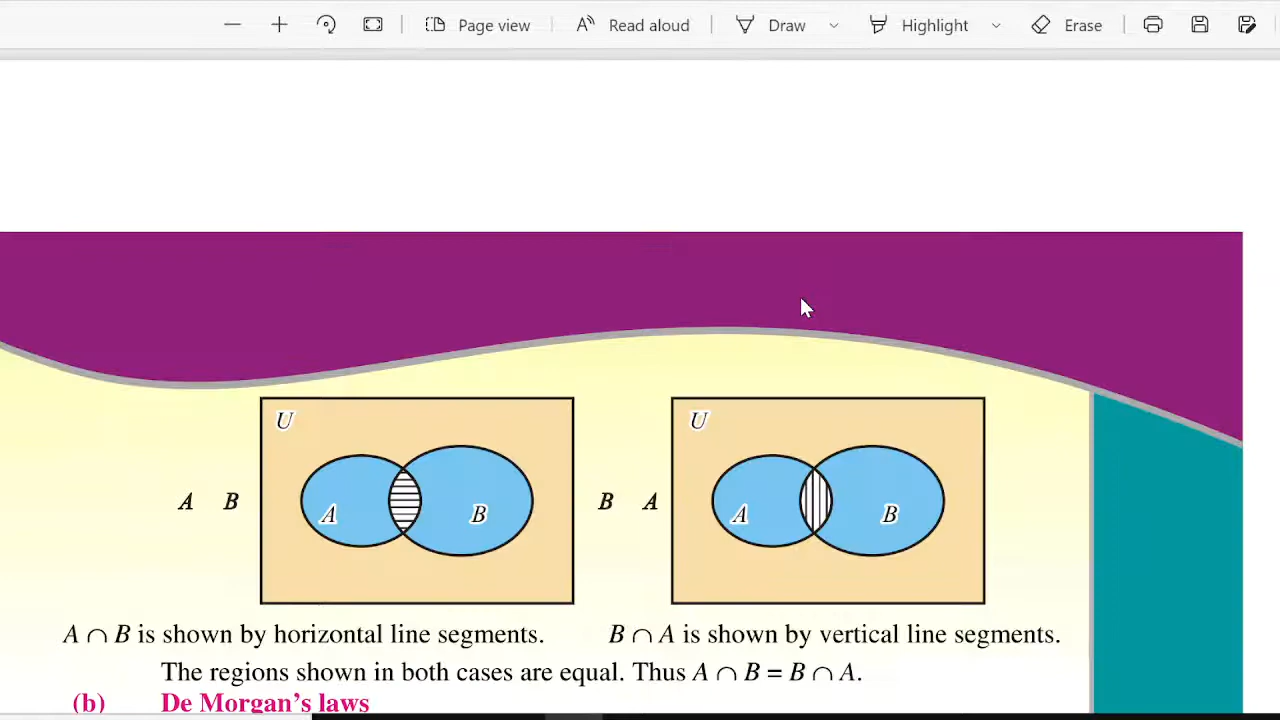 Page view Read aloud Draw Highlight Erase
U U
A B A B B A A B
A ∩ B is shown by horizontal line segments. B ∩ A is shown by vertical line segments.
The regions shown in both cases are equal. Thus A ∩ B = B ∩ A.
(b) De Morgan's laws